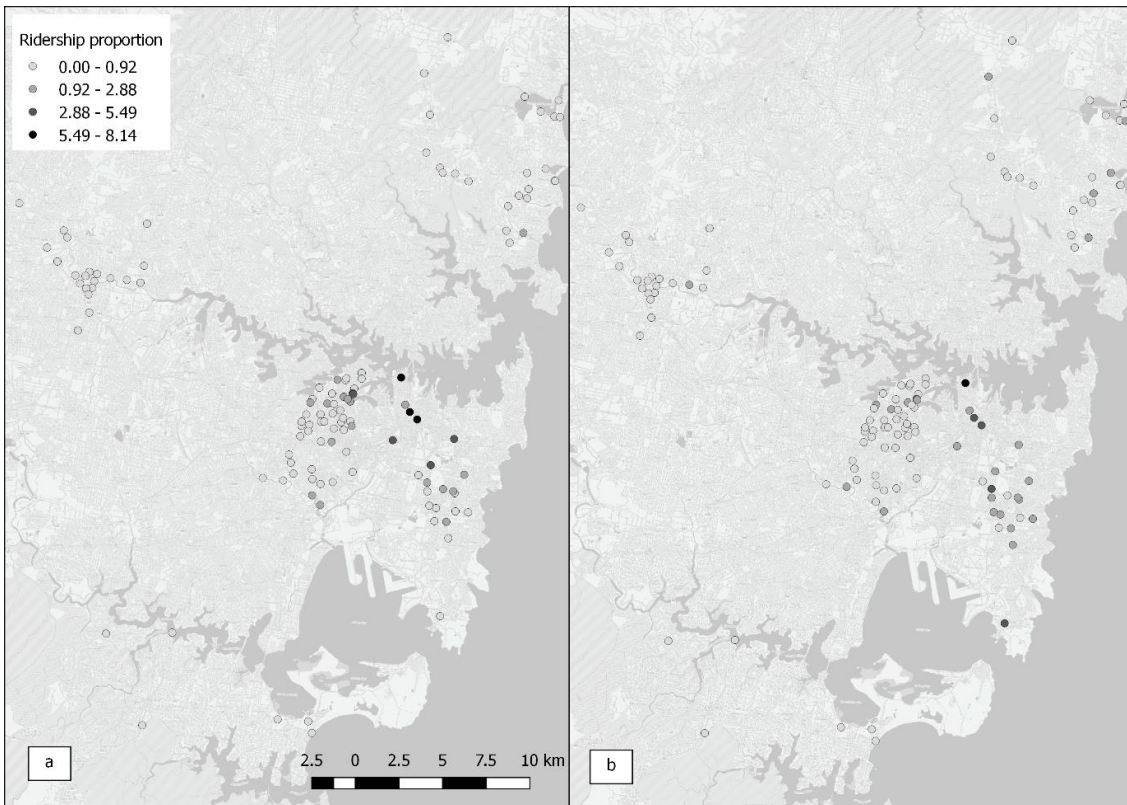 Ridership proportion
0.00 - 0.92
0.92 - 2.88
2.88 - 5.49
5.49 - 8.14
a
2.5 0 2.5 5 7.5 10 km
b